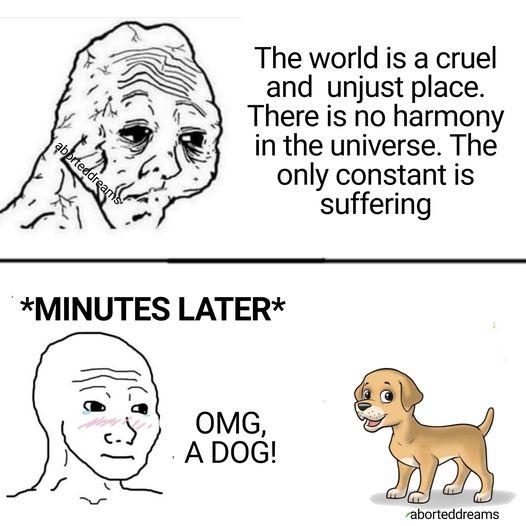 The world is a cruel
and unjust place.
There is no harmony
in the universe. The
only constant is
suffering
aborteddreams
*MINUTES LATER*
OMG,
A DOG!
aborteddreams